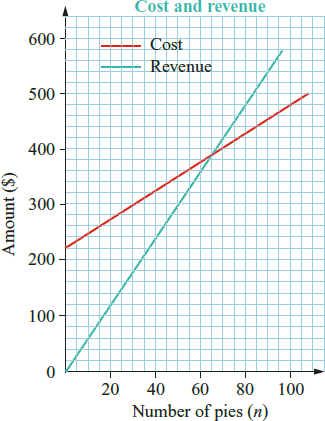 Cost and revenue
Cost
Revenue
Amount ($)
600
500
400
300
200
100
0
20 40 60 80 100
Number of pies (n)